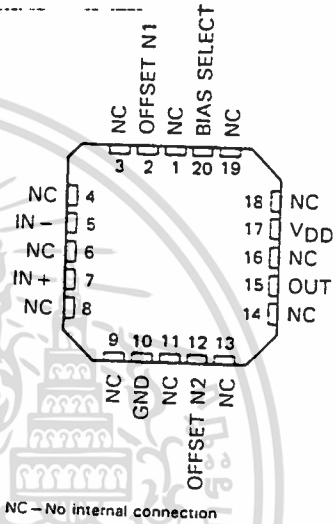 NC
OFFSET N1
NC
BIAS SELECT
NC
3 2 1 20 19
NC 4
IN- 5
NC 6
IN+ 7
NC 8
18 NC
17 VDD
16 NC
15 OUT
14 NC
9 10 11 12 13
NC
GND
NC
OFFSET N2
NC
NC-No internal connection